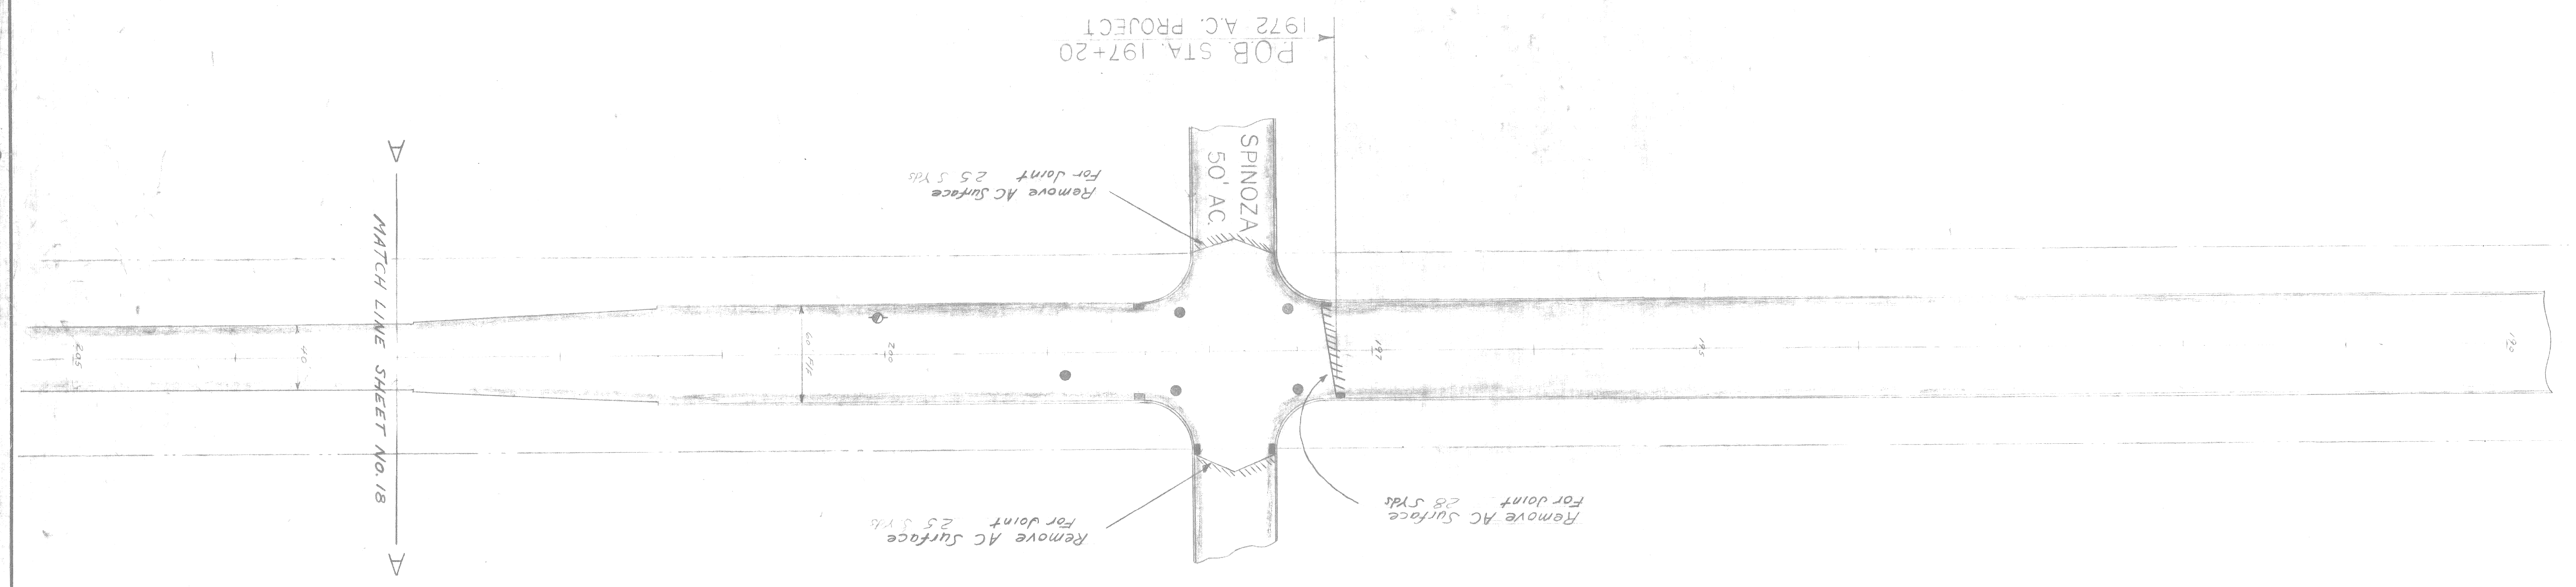 P.O.B. STA. 197+20
1972 A.C. PROJECT
SPINOZA
50' AC.
Remove AC Surface
For Joint 25 S Yds
Remove AC Surface
For Joint 28 S Yds
Remove AC Surface
For Joint 25 S Yds
MATCH LINE SHEET NO. 18
A
A
190
195
197
200
205
60' F/F
40'